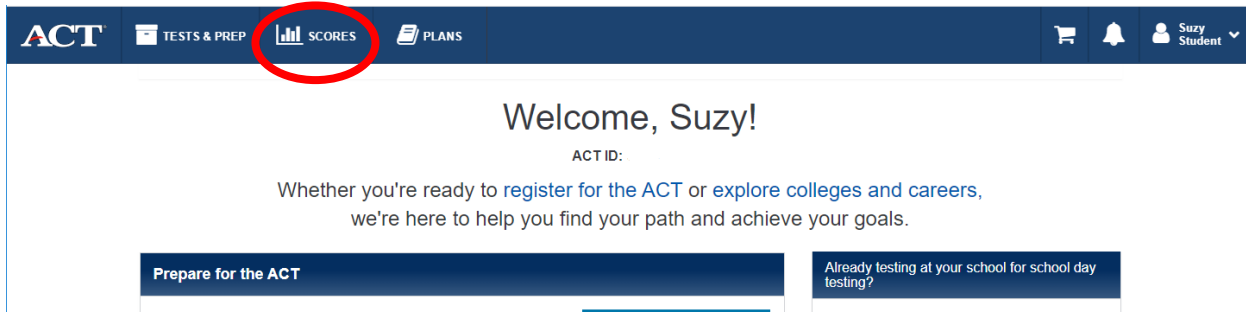 ACT TESTS & PREP SCORES PLANS Suzy Student
Welcome, Suzy!
ACT ID:
Whether you're ready to register for the ACT or explore colleges and careers,
we're here to help you find your path and achieve your goals.
Prepare for the ACT
Already testing at your school for school day
testing?